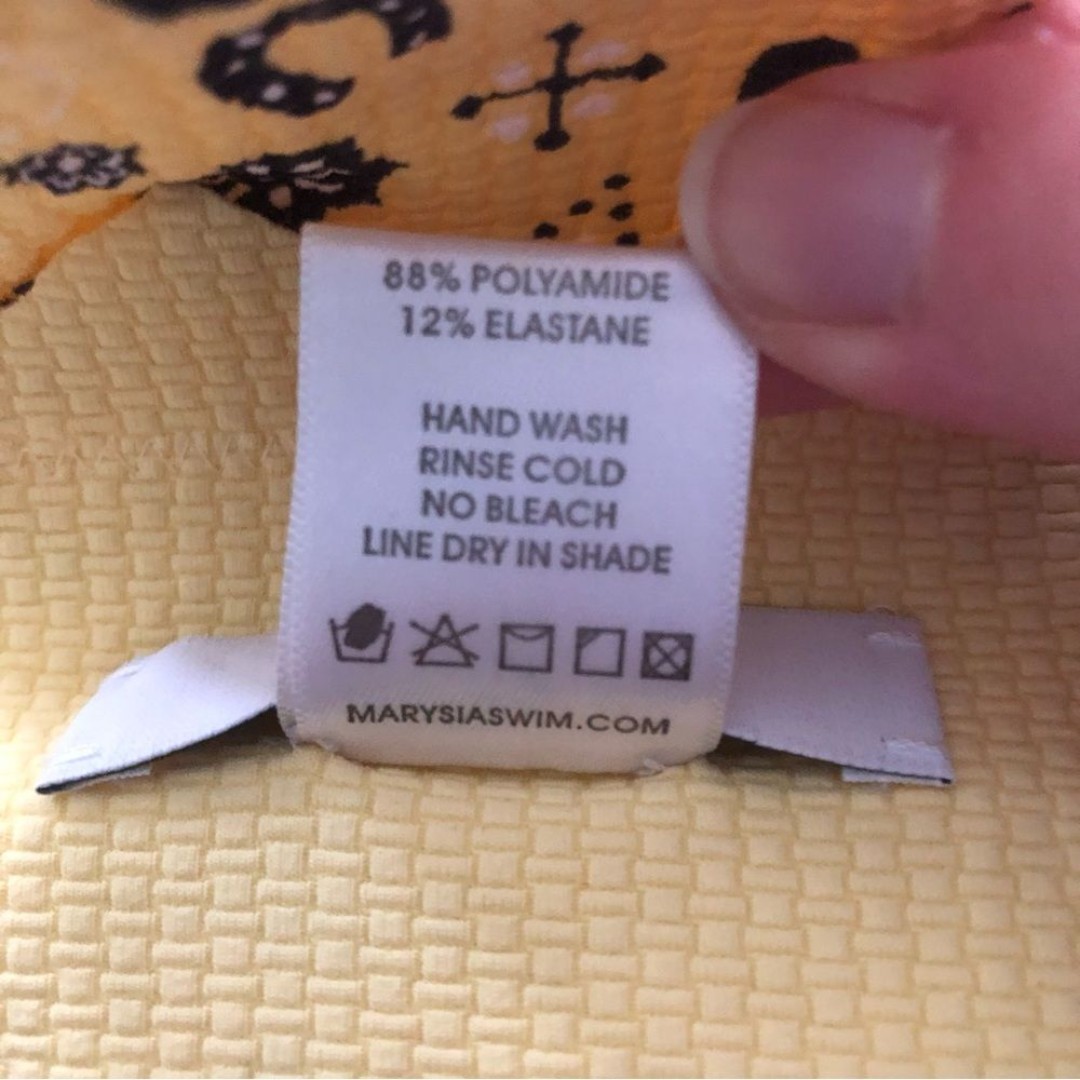 88% POLYAMIDE
12% ELASTANE
HAND WASH
RINSE COLD
NO BLEACH
LINE DRY IN SHADE
MARYSIASWIM.COM